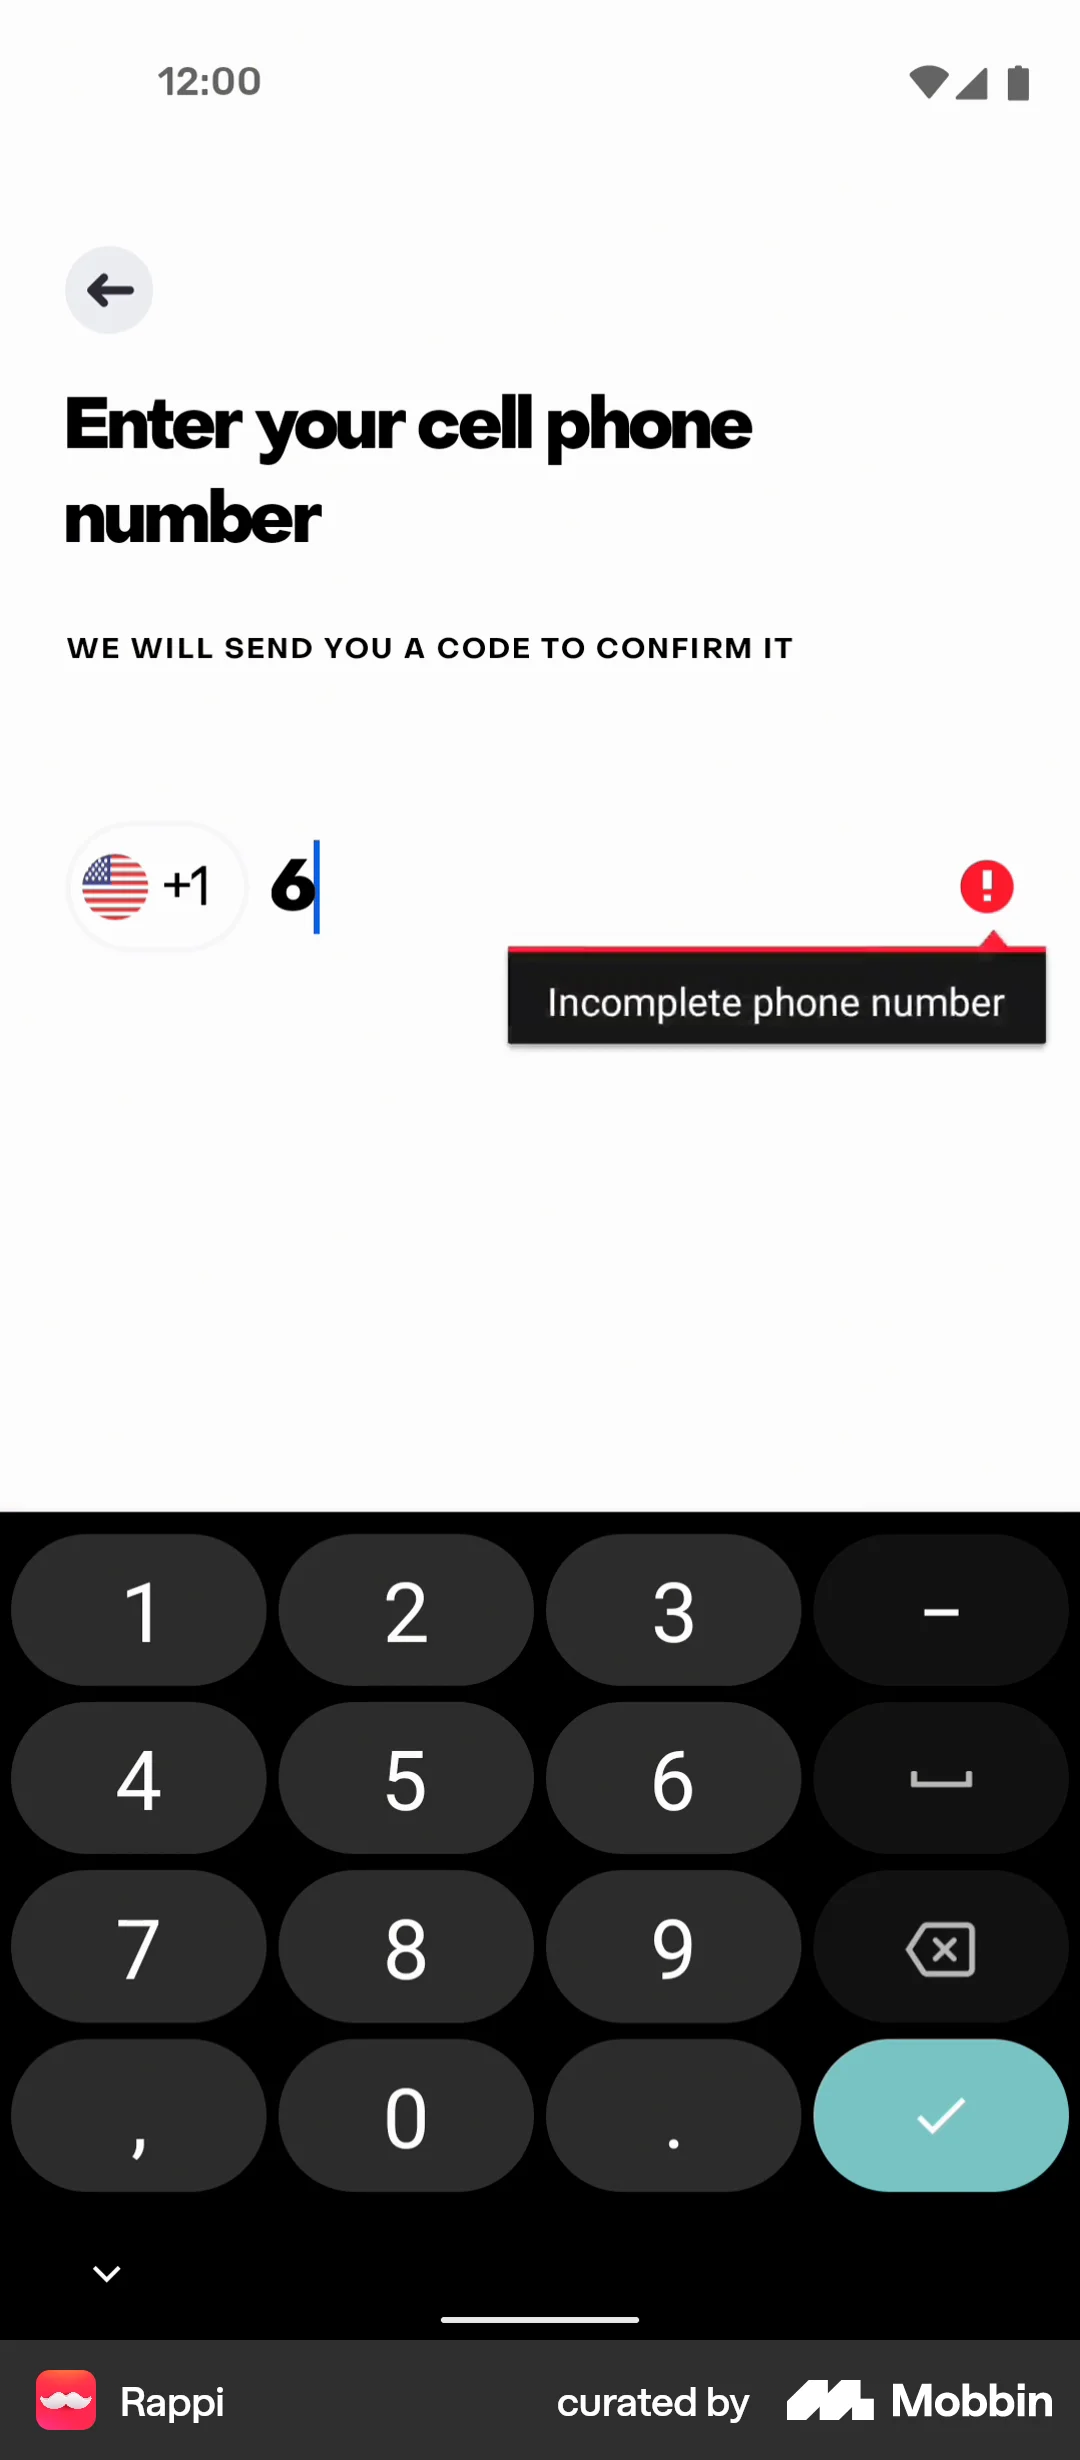 12:00
Enter your cell phone
number
WE WILL SEND YOU A CODE TO CONFIRM IT
+1 6
Incomplete phone number
1 2 3 –
4 5 6
7 8 9
, 0 .
Rappi curated by Mobbin